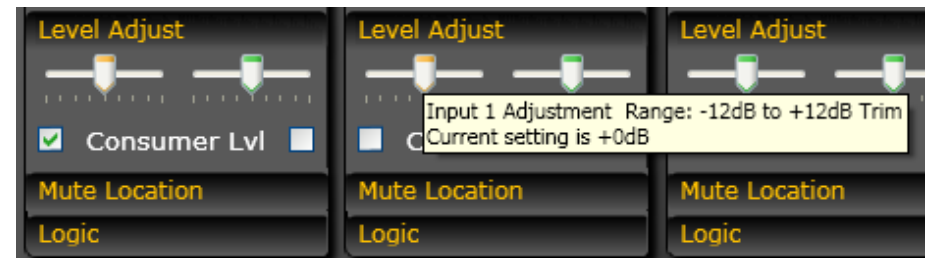 Level Adjust
Level Adjust
Level Adjust
Input 1 Adjustment  Range: -12dB to +12dB Trim
Current setting is +0dB
Consumer Lvl
Mute Location
Mute Location
Mute Location
Logic
Logic
Logic